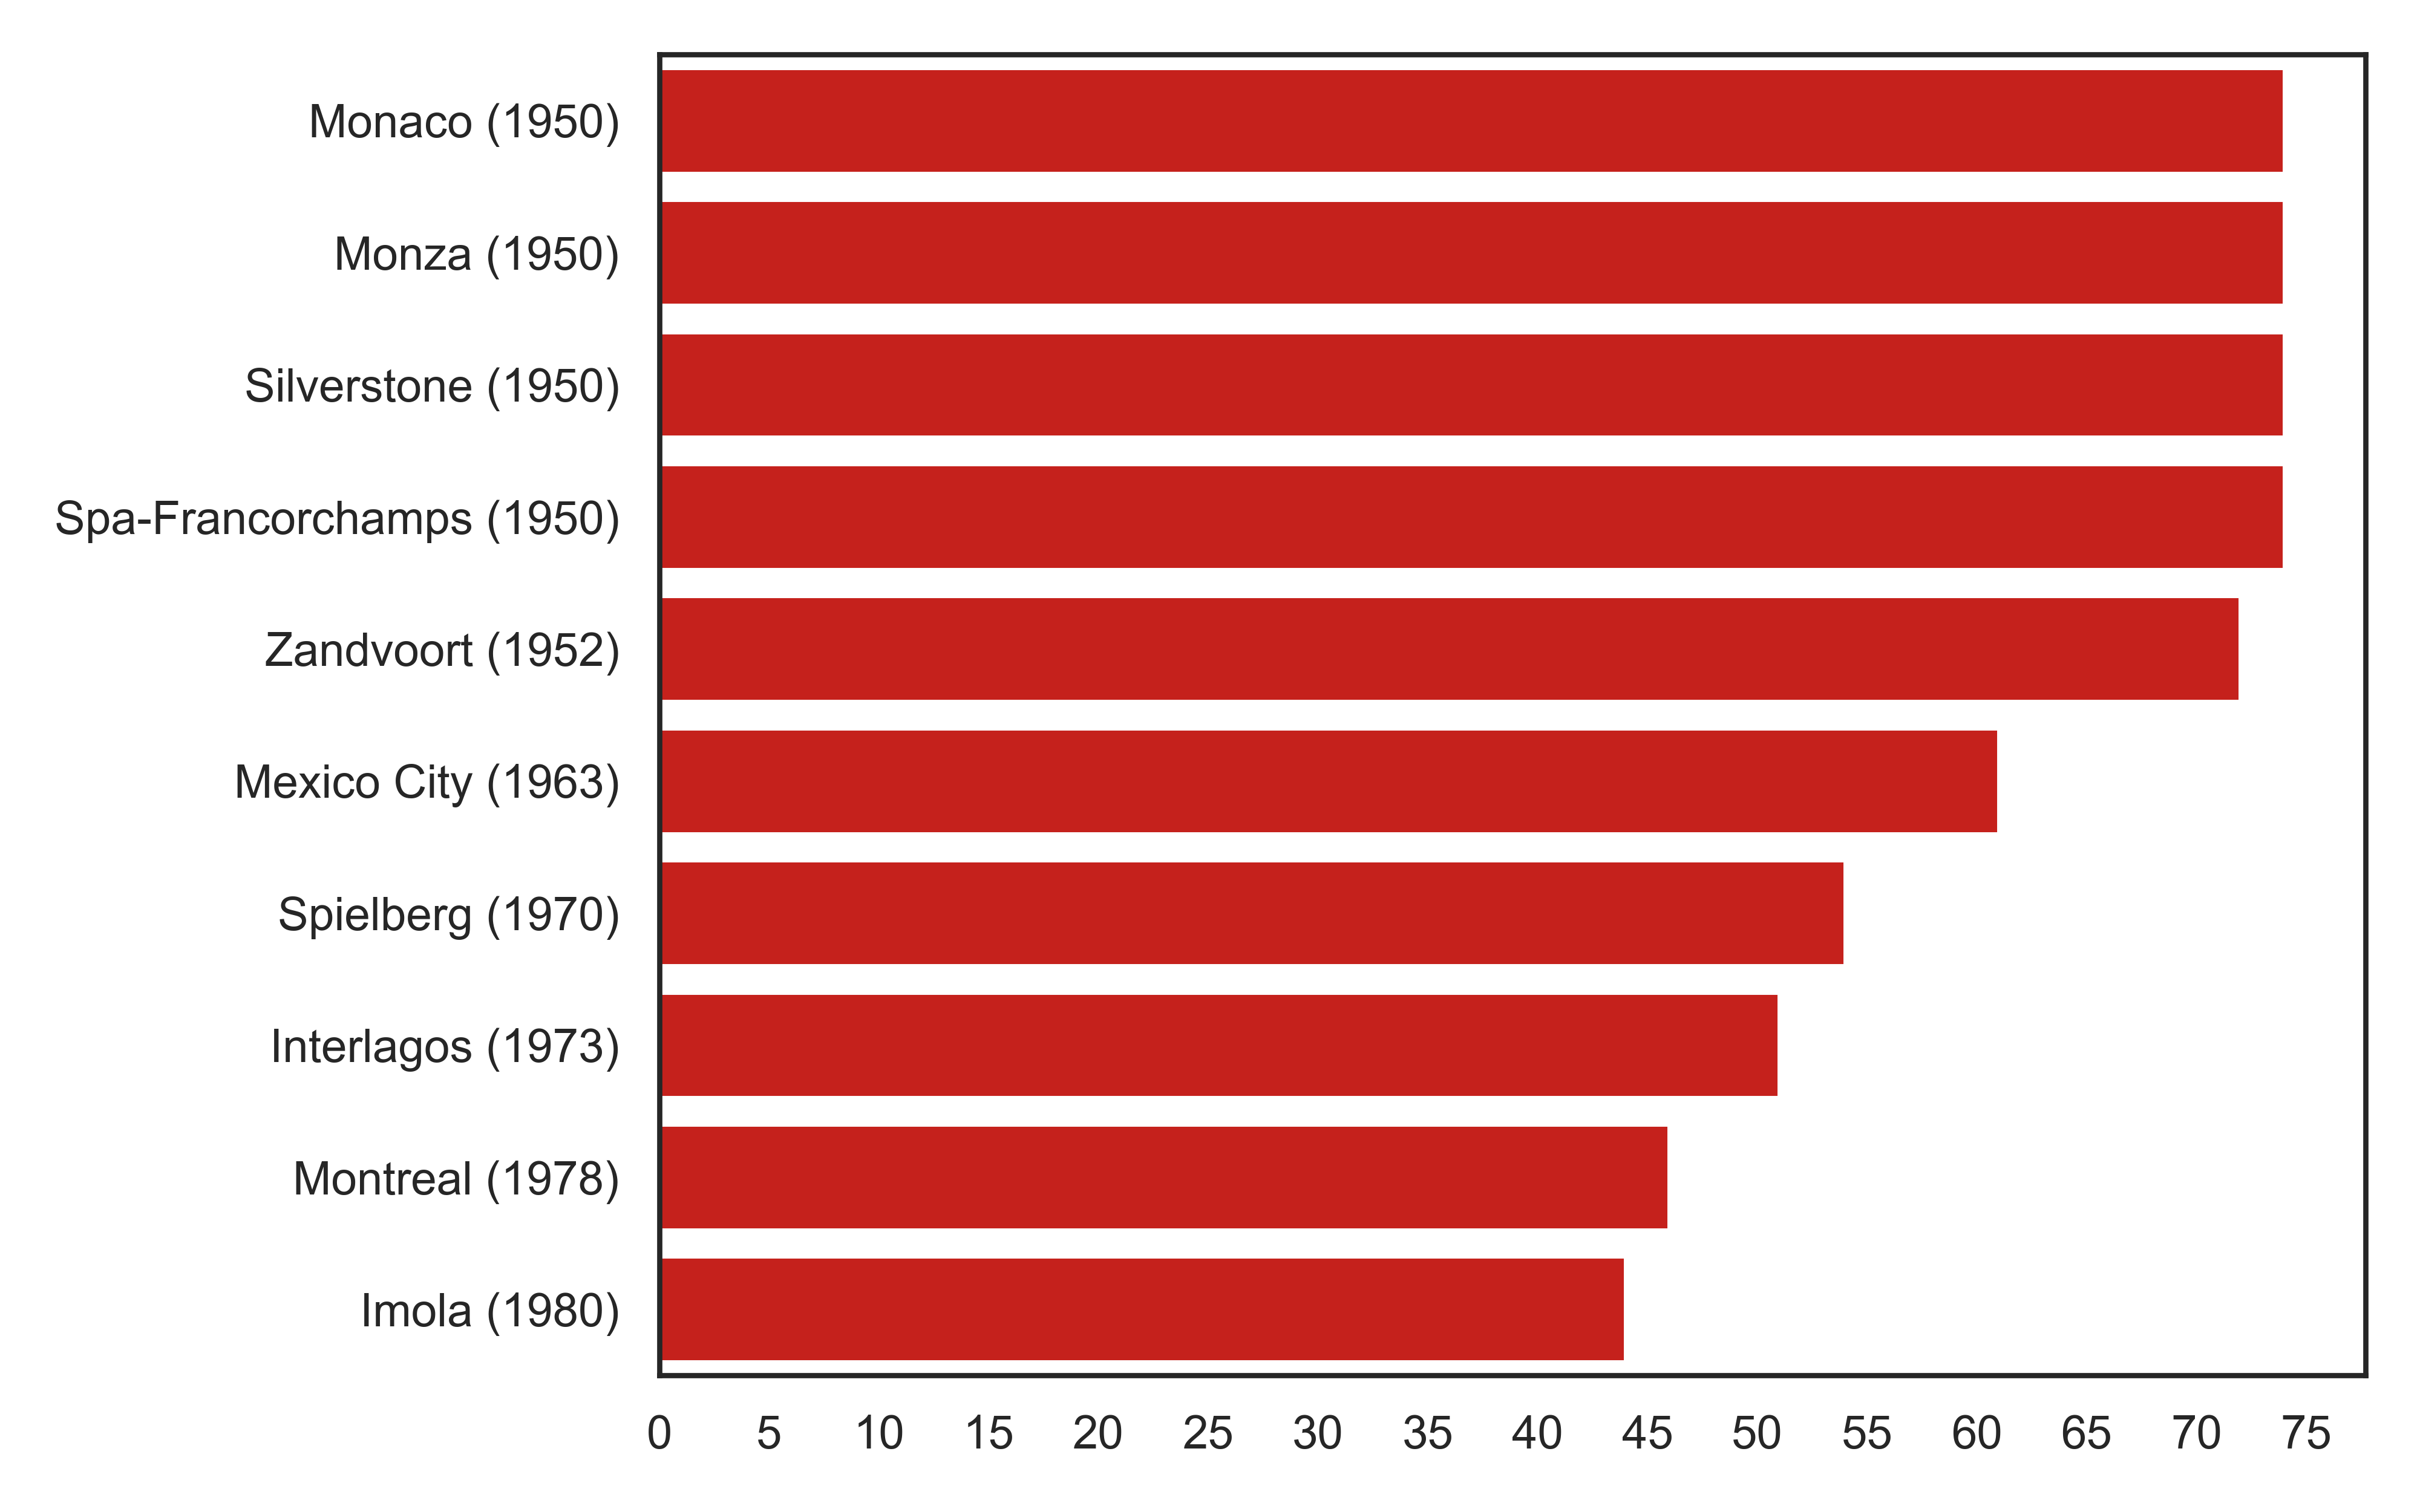 Monaco (1950)
Monza (1950)
Silverstone (1950)
Spa-Francorchamps (1950)
Zandvoort (1952)
Mexico City (1963)
Spielberg (1970)
Interlagos (1973)
Montreal (1978)
Imola (1980)
0 5 10 15 20 25 30 35 40 45 50 55 60 65 70 75